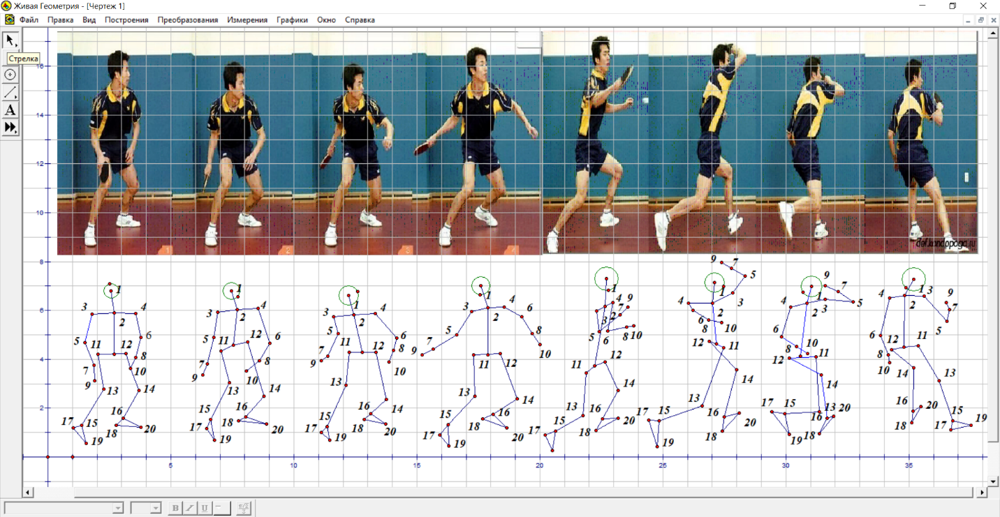 Живая Геометрия - [Чертеж 1]
Файл Правка Вид Построения Преобразования Измерения Графики Окно Справка
Стрелка
A
16
14
12
10
8
6
4
2
1 2 3 4
def.kondopoga.ru
1 3 4 2 5 6 11 12 7 8 10 9 13 14 16 17 15 18 19 20
1 3 4 2 5 6 11 12 7 8 9 10 13 14 15 16 17 18 19 20
1 3 4 2 5 6 11 12 7 8 9 10 13 14 16 17 15 18 19 20
1 3 4 2 6 5 8 7 9 10 11 12 13 14 16 15 17 18 19 20
1 4 9 7 3 2 5 6 8 10 11 12 14 13 15 17 18 20
9 7 5 4 3 2 6 8 10 12 11 14 13 17 15 16 18 20 19
9 7 1 4 3 5 2 6 8 10 12 11 14 17 15 16 13 20 18 19
1 3 4 9 2 7 5 6 11 12 8 10 14 13 16 15 18 17 19
5 10 15 20 25 30 35
B I U